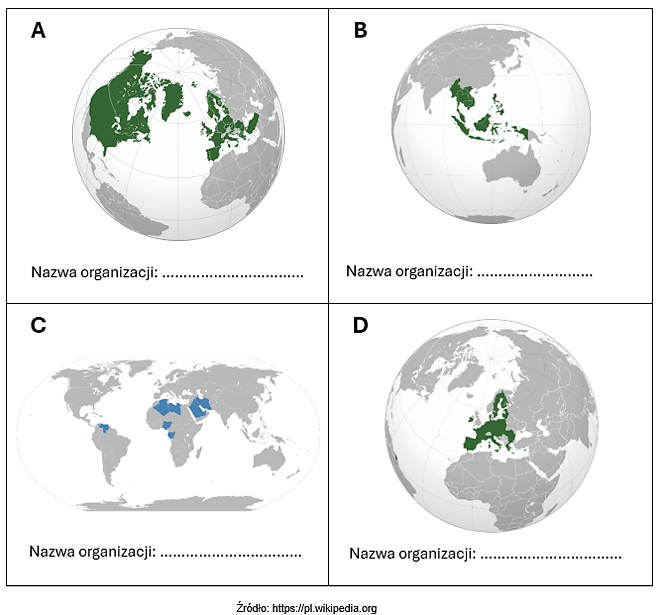 A
Nazwa organizacji: ……………………………
B
Nazwa organizacji: ………………………
C
Nazwa organizacji: ……………………………
D
Nazwa organizacji: ……………………………
Źródło: https://pl.wikipedia.org